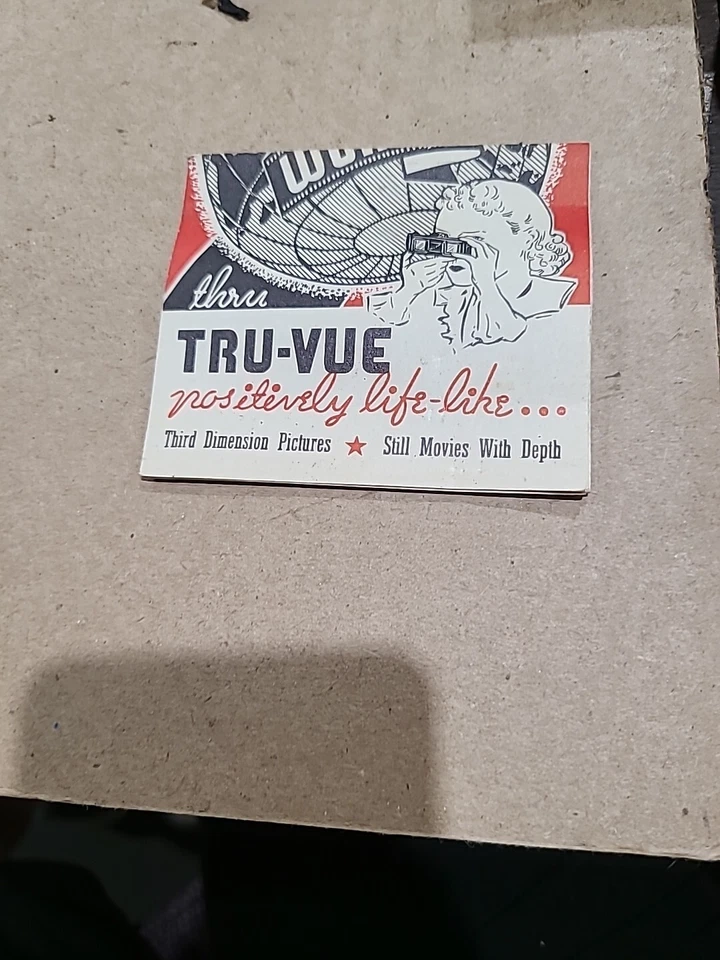 thru
TRU-VUE
positively life-like...
Third Dimension Pictures ★ Still Movies With Depth